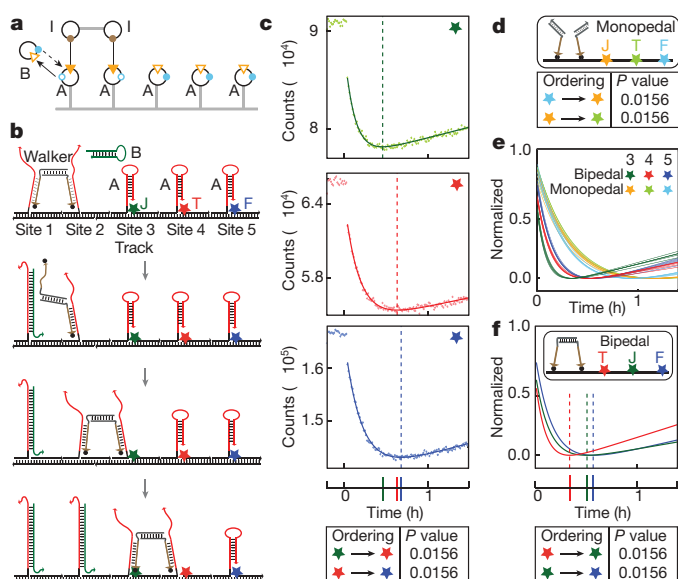 a
I
I
B
A
A
A
A
A
b
Walker
B
A
A
A
J
T
F
Site 1
Site 2
Site 3
Site 4
Site 5
Track
c
9
8
Counts ( 10⁴)
6.4
5.8
Counts ( 10⁴)
1.6
1.5
Counts ( 10⁵)
0
1
Time (h)
Ordering
P value
0.0156
0.0156
d
Monopedal
J
T
F
Ordering
P value
0.0156
0.0156
e
1.0
0.5
0.0
Normalized
3
4
5
Bipedal
Monopedal
0
1
Time (h)
f
1.0
0.5
0.0
Normalized
Bipedal
T
J
F
0
1
Time (h)
Ordering
P value
0.0156
0.0156